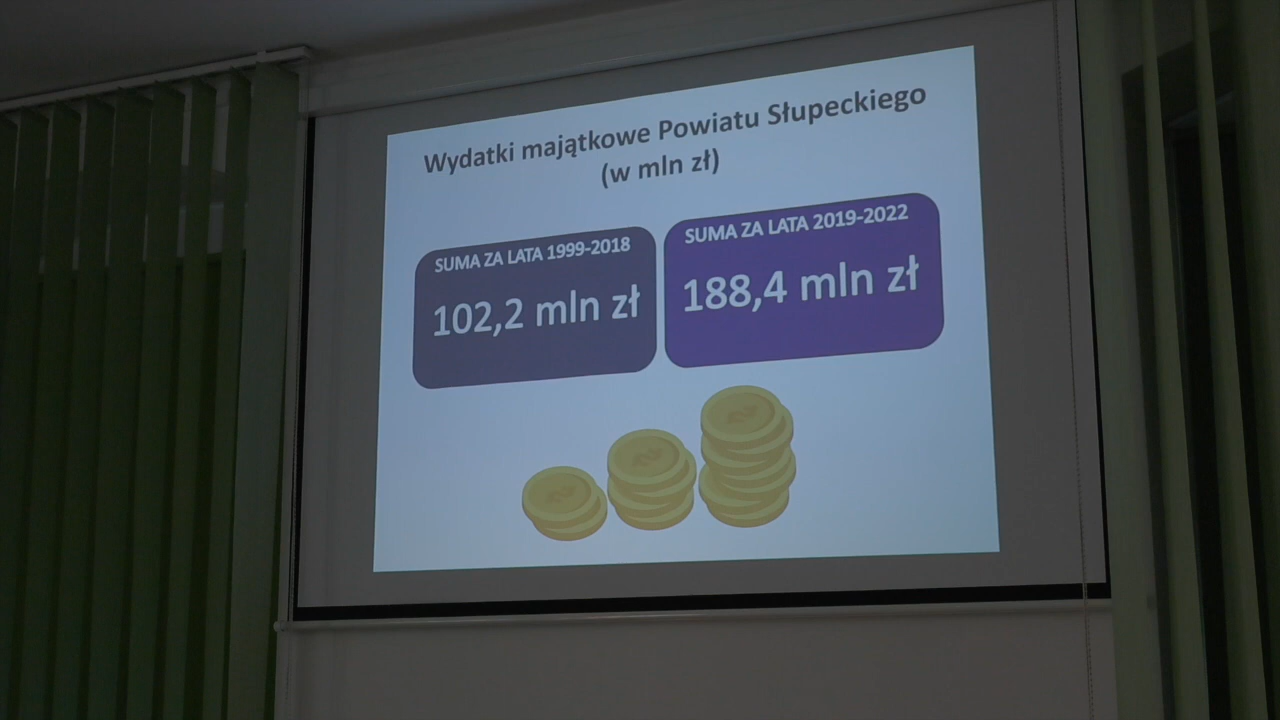 Wydatki majątkowe Powiatu Słupeckiego
(w mln zł)
SUMA ZA LATA 1999-2018
102,2 mln zł
SUMA ZA LATA 2019-2022
188,4 mln zł